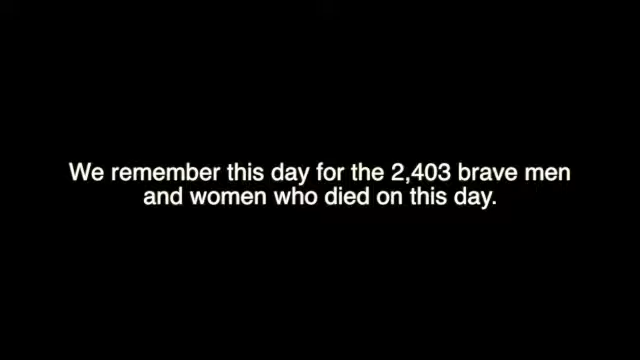 We remember this day for the 2,403 brave men
and women who died on this day.